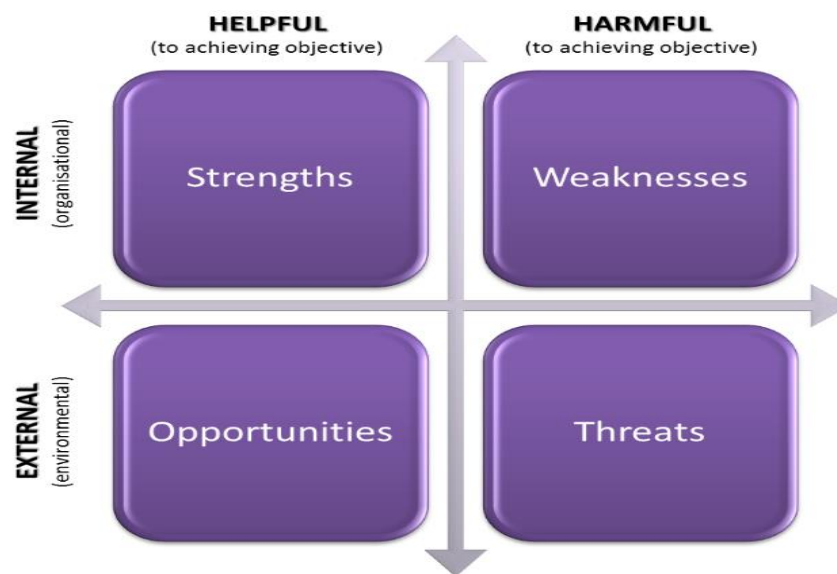 HELPFUL
(to achieving objective)
HARMFUL
(to achieving objective)
INTERNAL
(organisational)
Strengths
Weaknesses
EXTERNAL
(environmental)
Opportunities
Threats